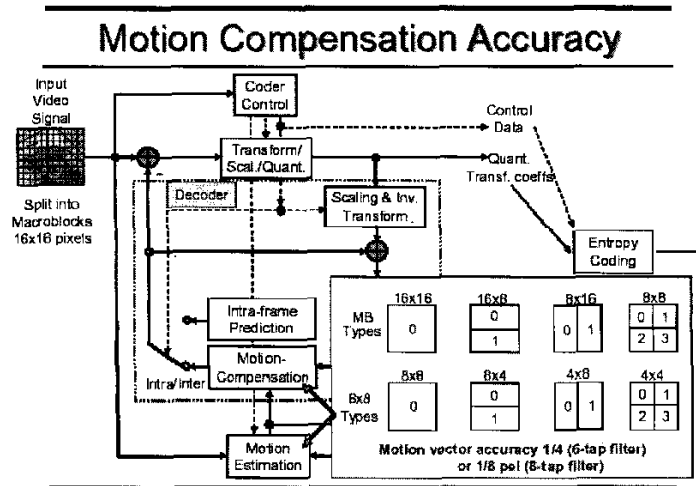 Motion Compensation Accuracy
Input
Video
Signal
Split into
Macroblocks
16x16 pixels
Coder
Control
Transform/
Scal./Quant.
Control
Data
Quant.
Transf. coeffs
Decoder
Scaling & Inv.
Transform
Entropy
Coding
Intra-frame
Prediction
Motion-
Compensation
Intra/Inter
Motion
Estimation
16x16 16x8 8x16 8x8
MB
Types
0
0
1
0 1
0 1
2 3
8x8 8x4 4x8 4x4
8x8
Types
0
0
1
0 1
0 1
2 3
Motion vector accuracy 1/4 (6-tap filter)
or 1/8 pel (8-tap filter)